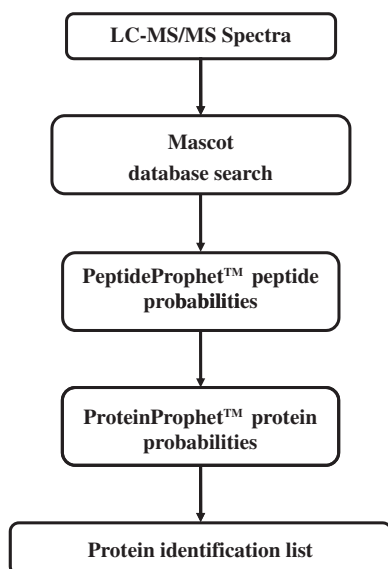 LC-MS/MS Spectra
Mascot
database search
PeptideProphet™ peptide
probabilities
ProteinProphet™ protein
probabilities
Protein identification list